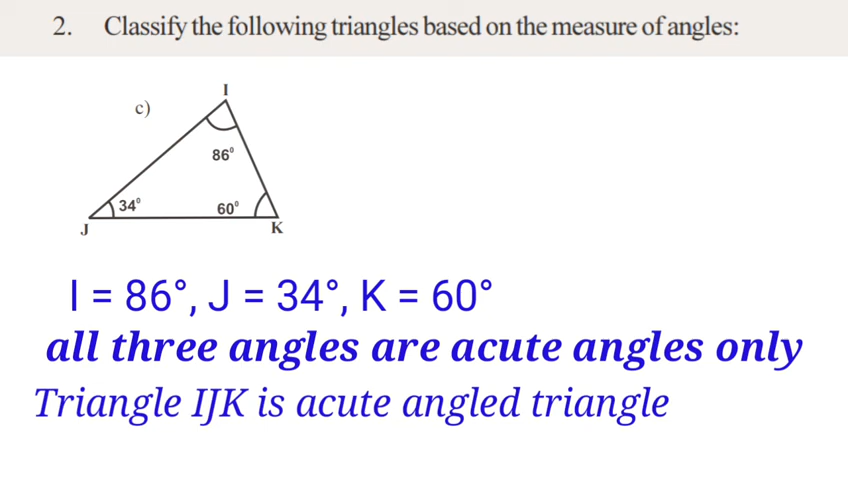 2. Classify the following triangles based on the measure of angles:
I
c)
86°
34°
60°
J
K
I = 86°, J = 34°, K = 60°
all three angles are acute angles only
Triangle IJK is acute angled triangle